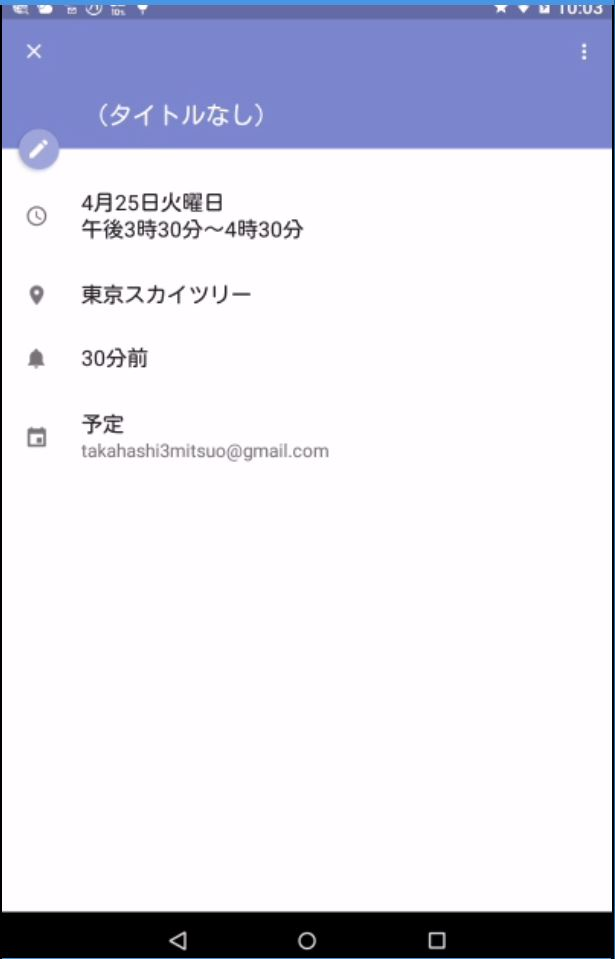 10:03
（タイトルなし）
4月25日火曜日
午後3時30分～4時30分
東京スカイツリー
30分前
予定
takahashi3mitsuo@gmail.com